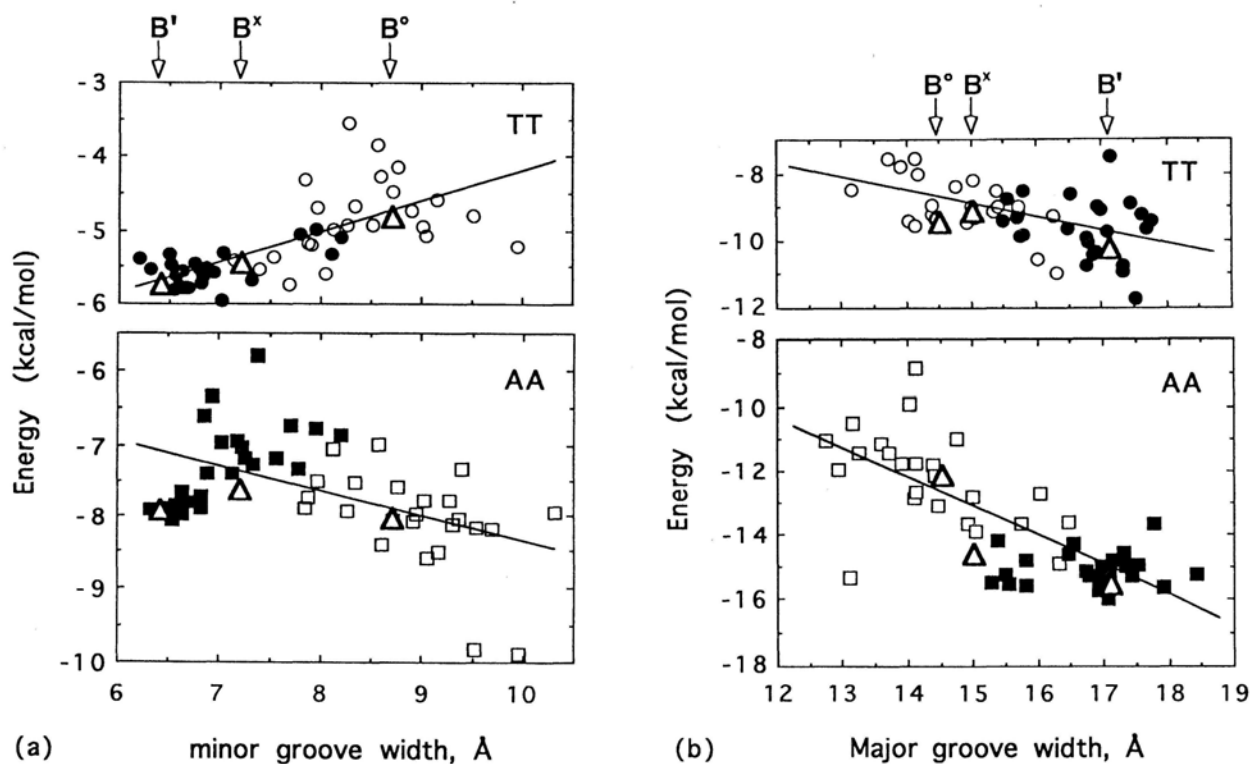 B' Bˣ B°
-3
-4
-5
-6
TT
-6
-7
-8
-9
-10
AA
6 7 8 9 10
Energy (kcal/mol)
(a) minor groove width, Å
B° Bˣ B'
-8
-10
-12
TT
-8
-10
-12
-14
-16
-18
AA
12 13 14 15 16 17 18 19
Energy (kcal/mol)
(b) Major groove width, Å